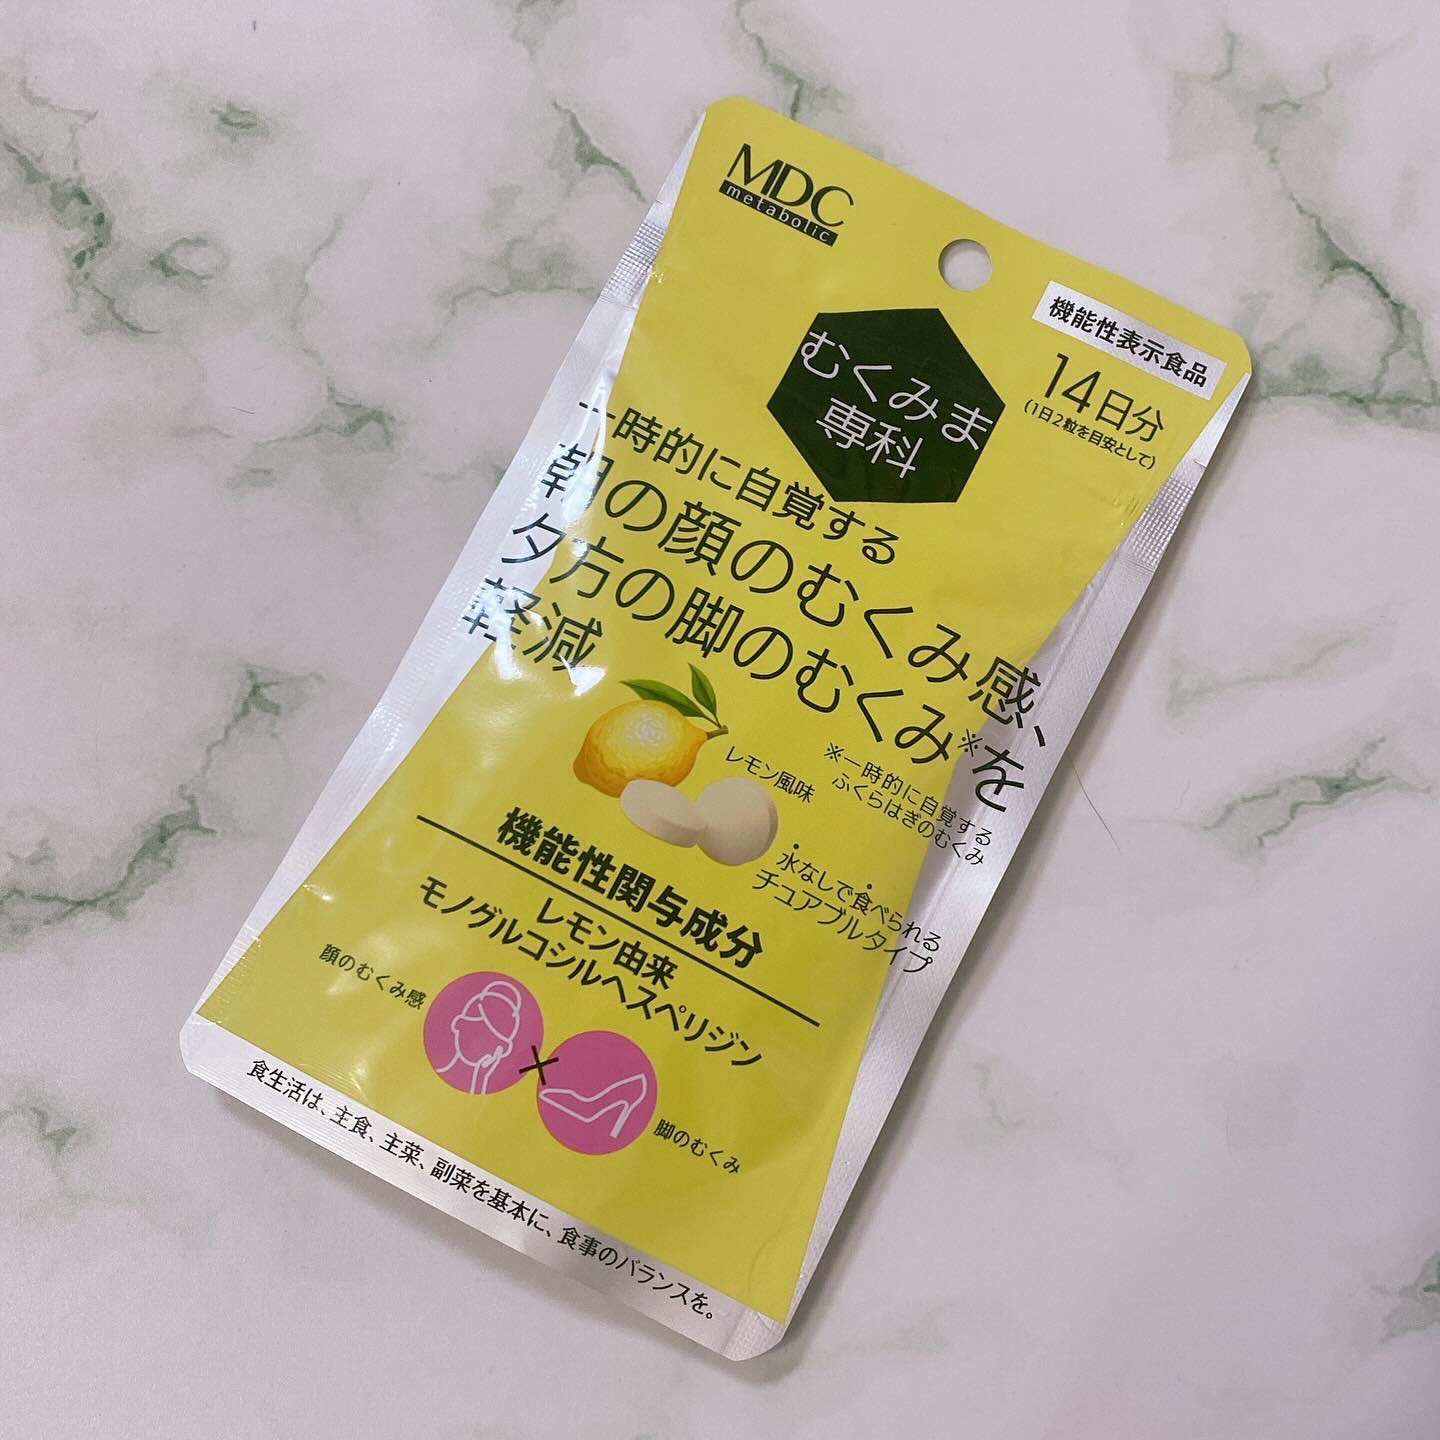 MDC
metabolic
機能性表示食品
14日分
(1日2粒を目安として)
むくみま
専科
一時的に自覚する
朝の顔のむくみ感、
夕方の脚のむくみ※を
軽減
レモン風味
※一時的に自覚する
ふくらはぎのむくみ
水なしで食べられる
チュアブルタイプ
機能性関与成分
レモン由来
モノグルコシルヘスペリジン
顔のむくみ感
×
脚のむくみ
食生活は、主食、主菜、副菜を基本に、食事のバランスを。